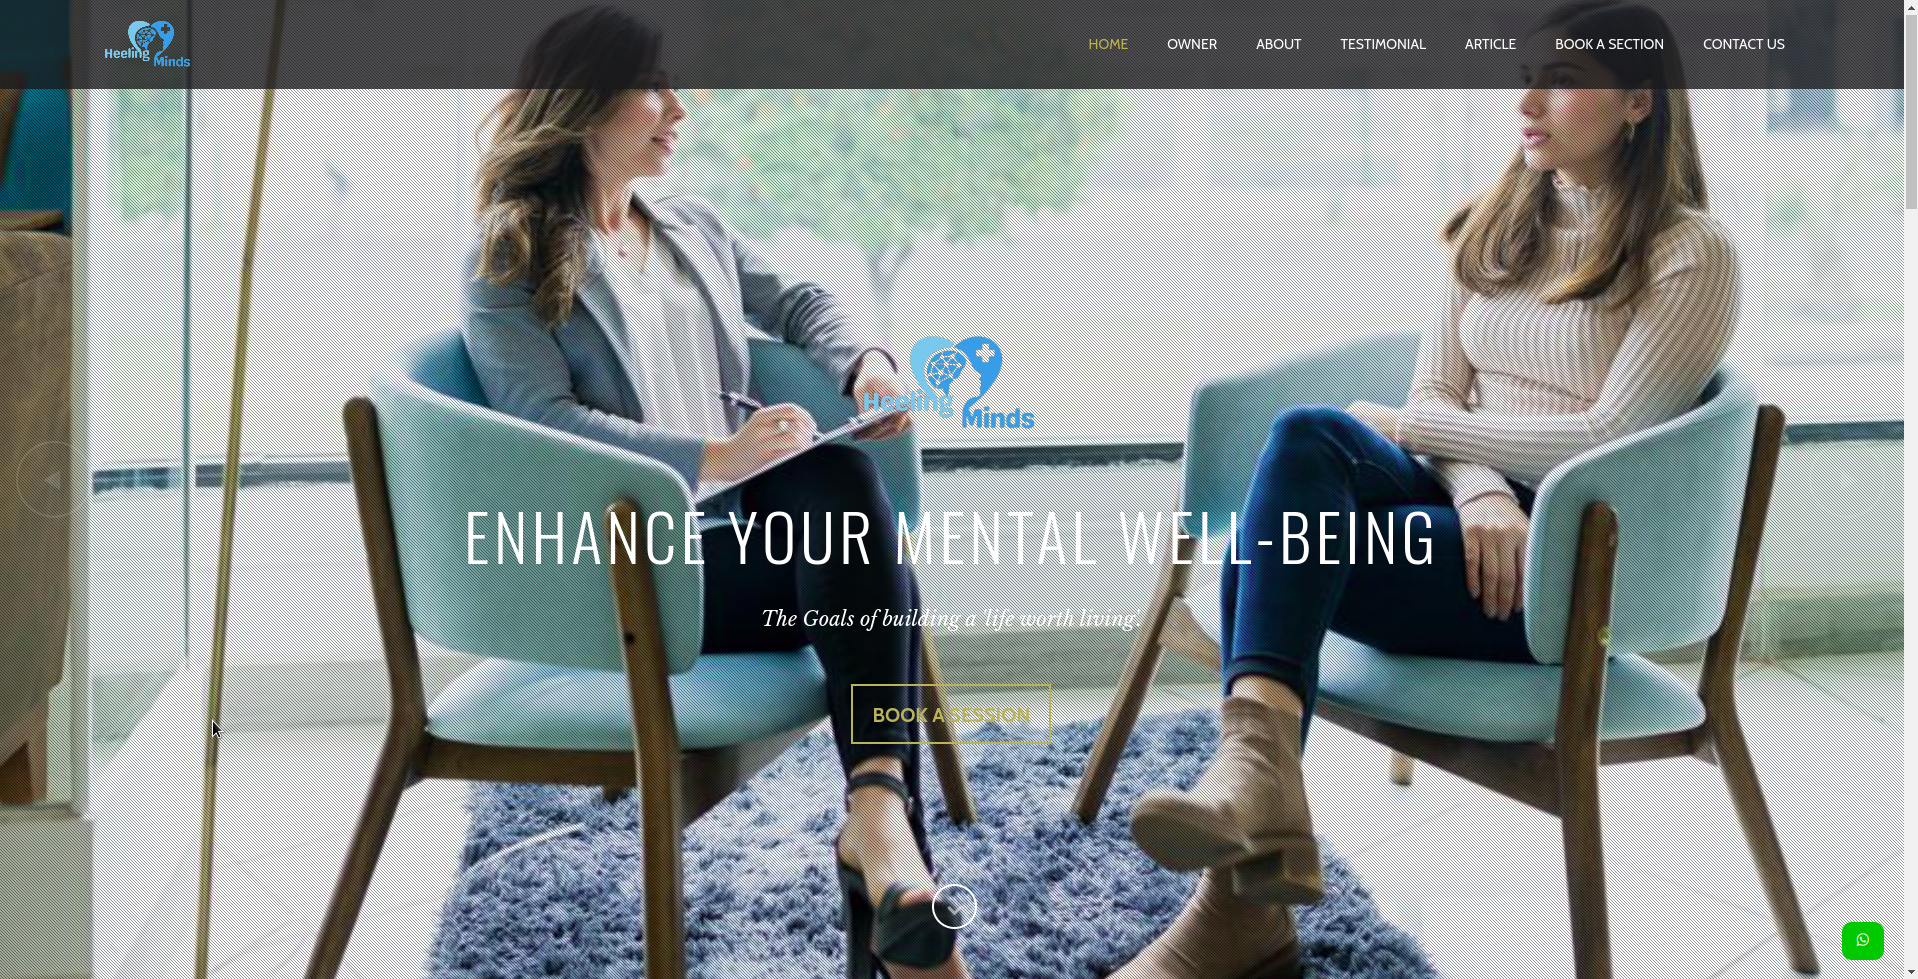 Heeling
Minds
HOME OWNER ABOUT TESTIMONIAL ARTICLE BOOK A SECTION CONTACT US
Heeling
Minds
ENHANCE YOUR MENTAL WELL-BEING
The Goals of building a 'life worth living'.
BOOK A SESSION